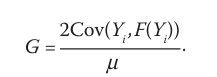 G = 2Cov(Y_i, F(Y_i)) / μ.